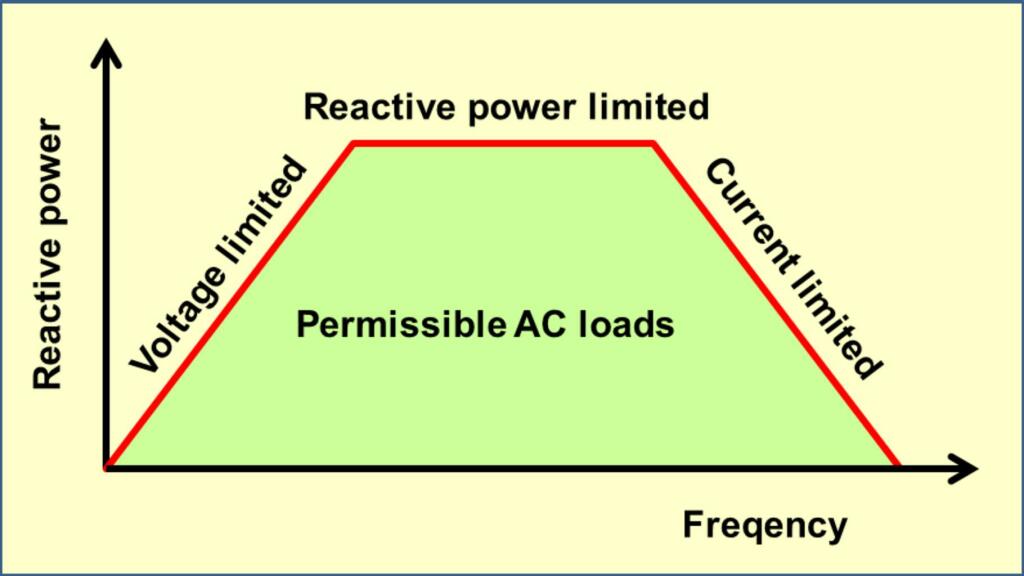 Reactive power limited
Reactive power
Voltage limited
Current limited
Permissible AC loads
Freqency